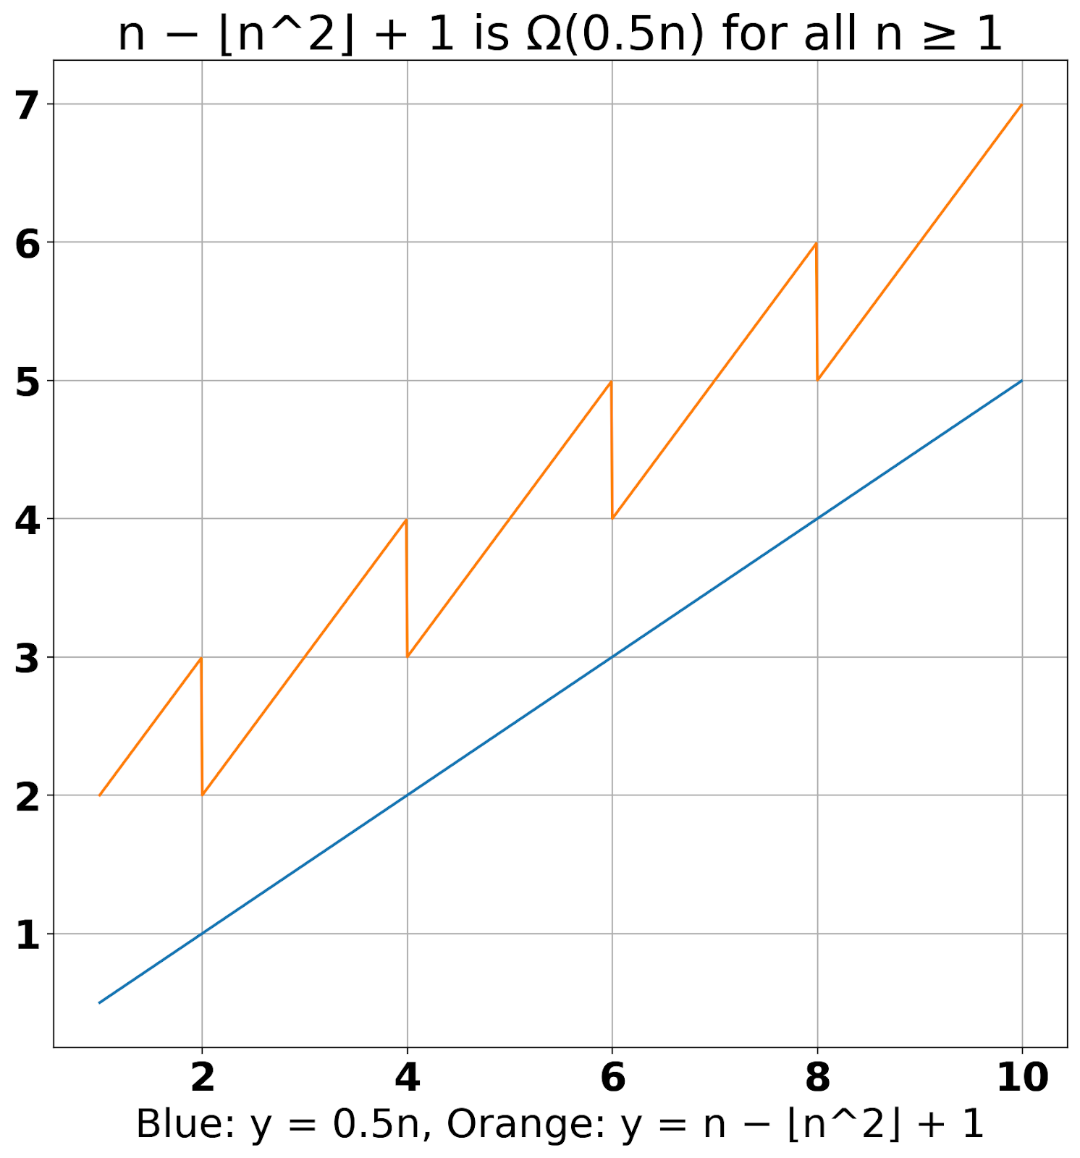 n − ⌊n^2⌋ + 1 is Ω(0.5n) for all n ≥ 1
7
6
5
4
3
2
1
2 4 6 8 10
Blue: y = 0.5n, Orange: y = n − ⌊n^2⌋ + 1